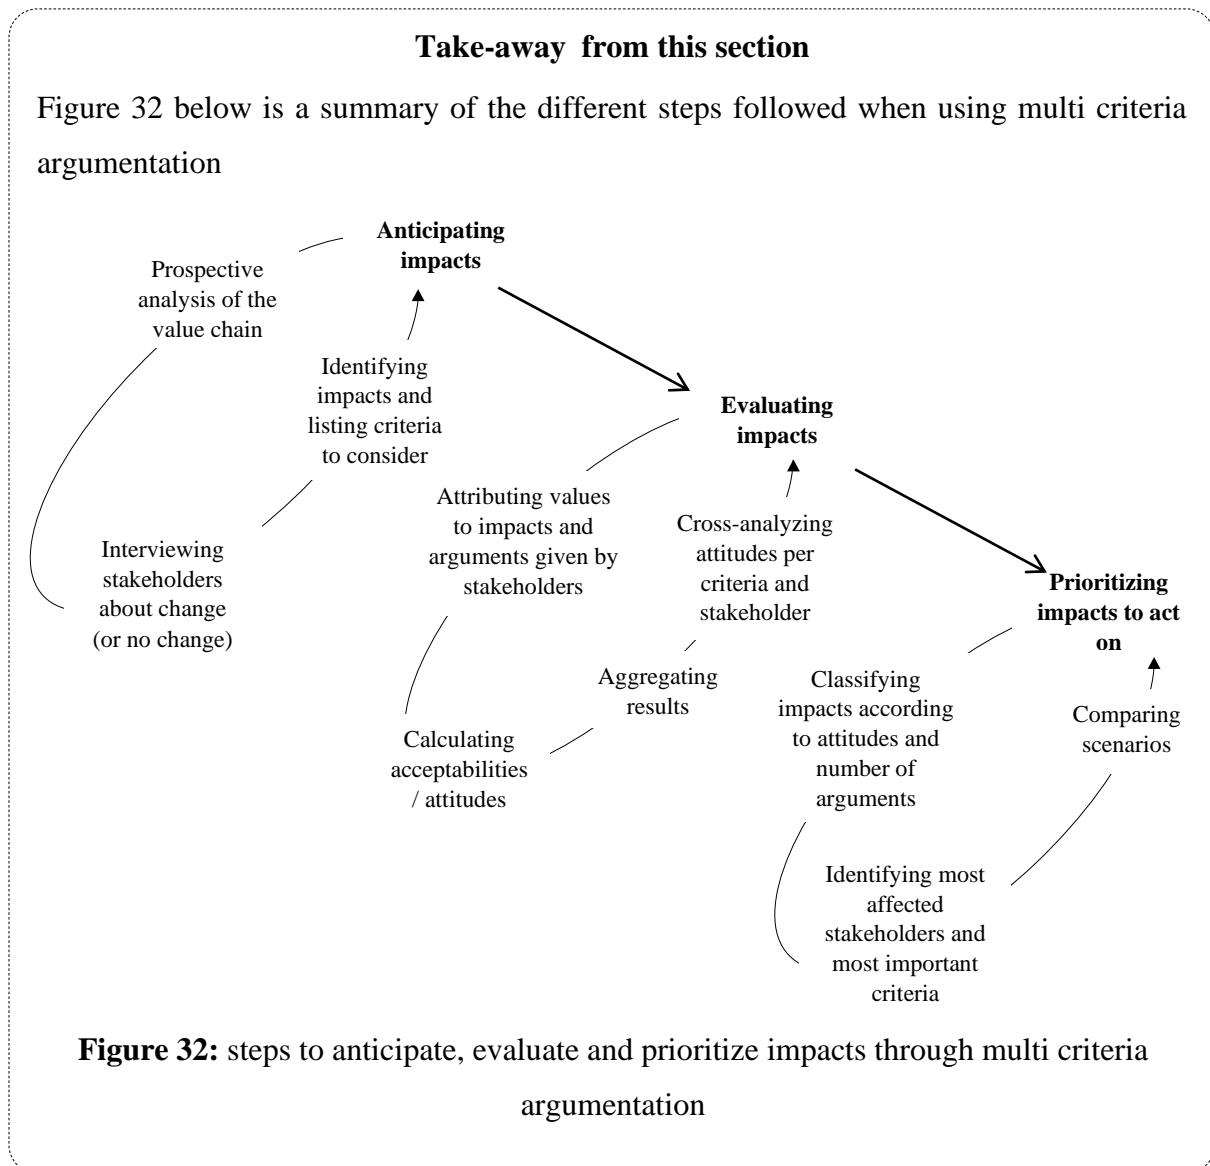 Take-away from this section
Figure 32 below is a summary of the different steps followed when using multi criteria
argumentation
Anticipating
impacts
Prospective
analysis of the
value chain
Interviewing
stakeholders
about change
(or no change)
Identifying
impacts and
listing criteria
to consider
Evaluating
impacts
Attributing values
to impacts and
arguments given by
stakeholders
Calculating
acceptabilities
/ attitudes
Aggregating
results
Cross-analyzing
attitudes per
criteria and
stakeholder
Prioritizing
impacts to act
on
Classifying
impacts according
to attitudes and
number of
arguments
Identifying most
affected
stakeholders and
most important
criteria
Comparing
scenarios
Figure 32: steps to anticipate, evaluate and prioritize impacts through multi criteria
argumentation